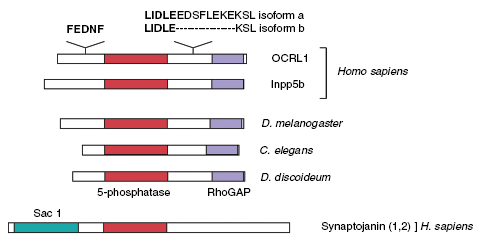 LIDLEEDSFLEKEKSL isoform a
FEDNF
LIDLE---------------KSL isoform b
OCRL1
Homo sapiens
Inpp5b
D. melanogaster
C. elegans
D. discoideum
5-phosphatase RhoGAP
Sac 1
Synaptojanin (1,2) ] H. sapiens